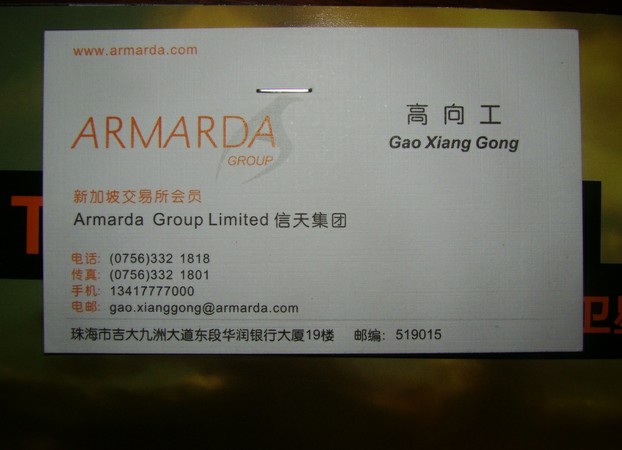 www.armarda.com
ARMARDA
GROUP
高向工
Gao Xiang Gong
新加坡交易所会员
Armarda Group Limited 信天集团
电话: (0756)332 1818
传真: (0756)332 1801
手机: 13417777000
电邮: gao.xianggong@armarda.com
珠海市吉大九洲大道东段华润银行大厦19楼 邮编: 519015